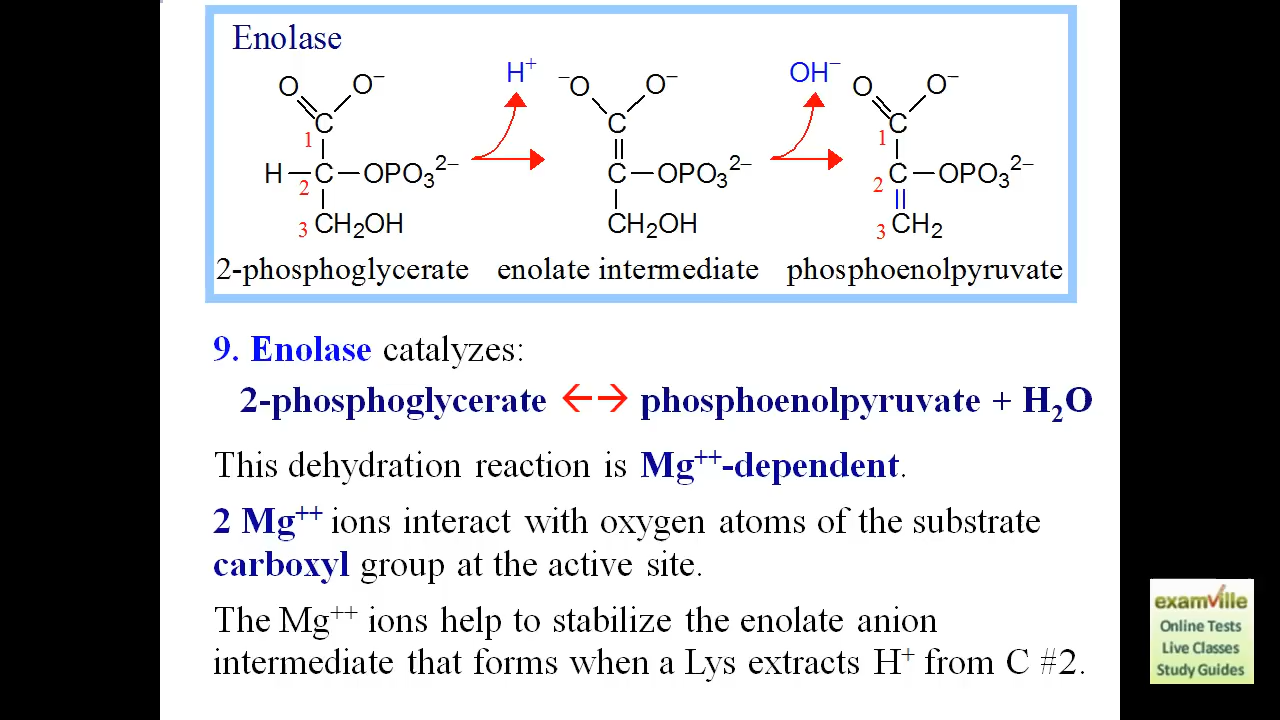 Enolase
H⁺ OH⁻
O O⁻ ⁻O O⁻ O O⁻
C C C
1 1
H C OPO₃²⁻ C OPO₃²⁻ C OPO₃²⁻
2 2
3 CH₂OH CH₂OH 3 CH₂
2-phosphoglycerate enolate intermediate phosphoenolpyruvate
9. Enolase catalyzes:
2-phosphoglycerate ←→ phosphoenolpyruvate + H₂O
This dehydration reaction is Mg⁺⁺-dependent.
2 Mg⁺⁺ ions interact with oxygen atoms of the substrate
carboxyl group at the active site.
The Mg⁺⁺ ions help to stabilize the enolate anion
intermediate that forms when a Lys extracts H⁺ from C #2.
examville
Online Tests
Live Classes
Study Guides